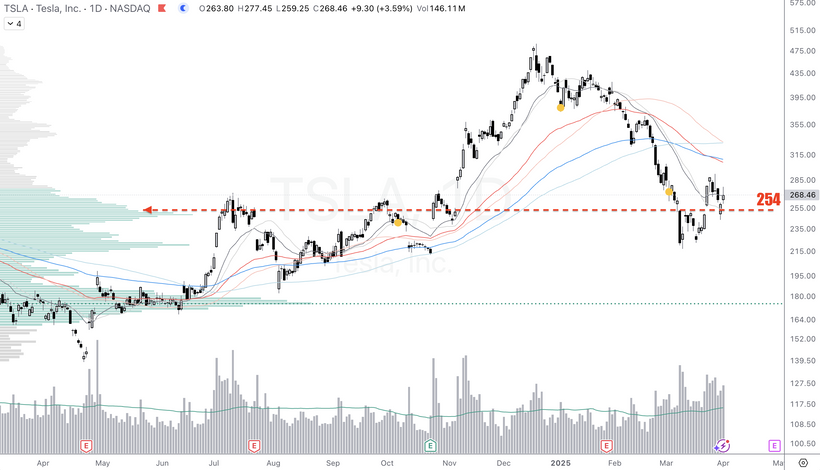 TSLA · Tesla, Inc. · 1D · NASDAQ O263.80 H277.45 L259.25 C268.46 +9.30 (+3.59%) Vol146.11M
4
575.00
515.00
475.00
435.00
395.00
355.00
315.00
285.00
268.46
254
255.00
235.00
215.00
195.00
180.00
164.00
152.00
139.50
127.50
117.50
108.50
100.50
TSLA, 1D
Tesla, Inc.
E
E
E
E
E
Apr May Jun Jul Aug Sep Oct Nov Dec 2025 Feb Mar Apr Ma